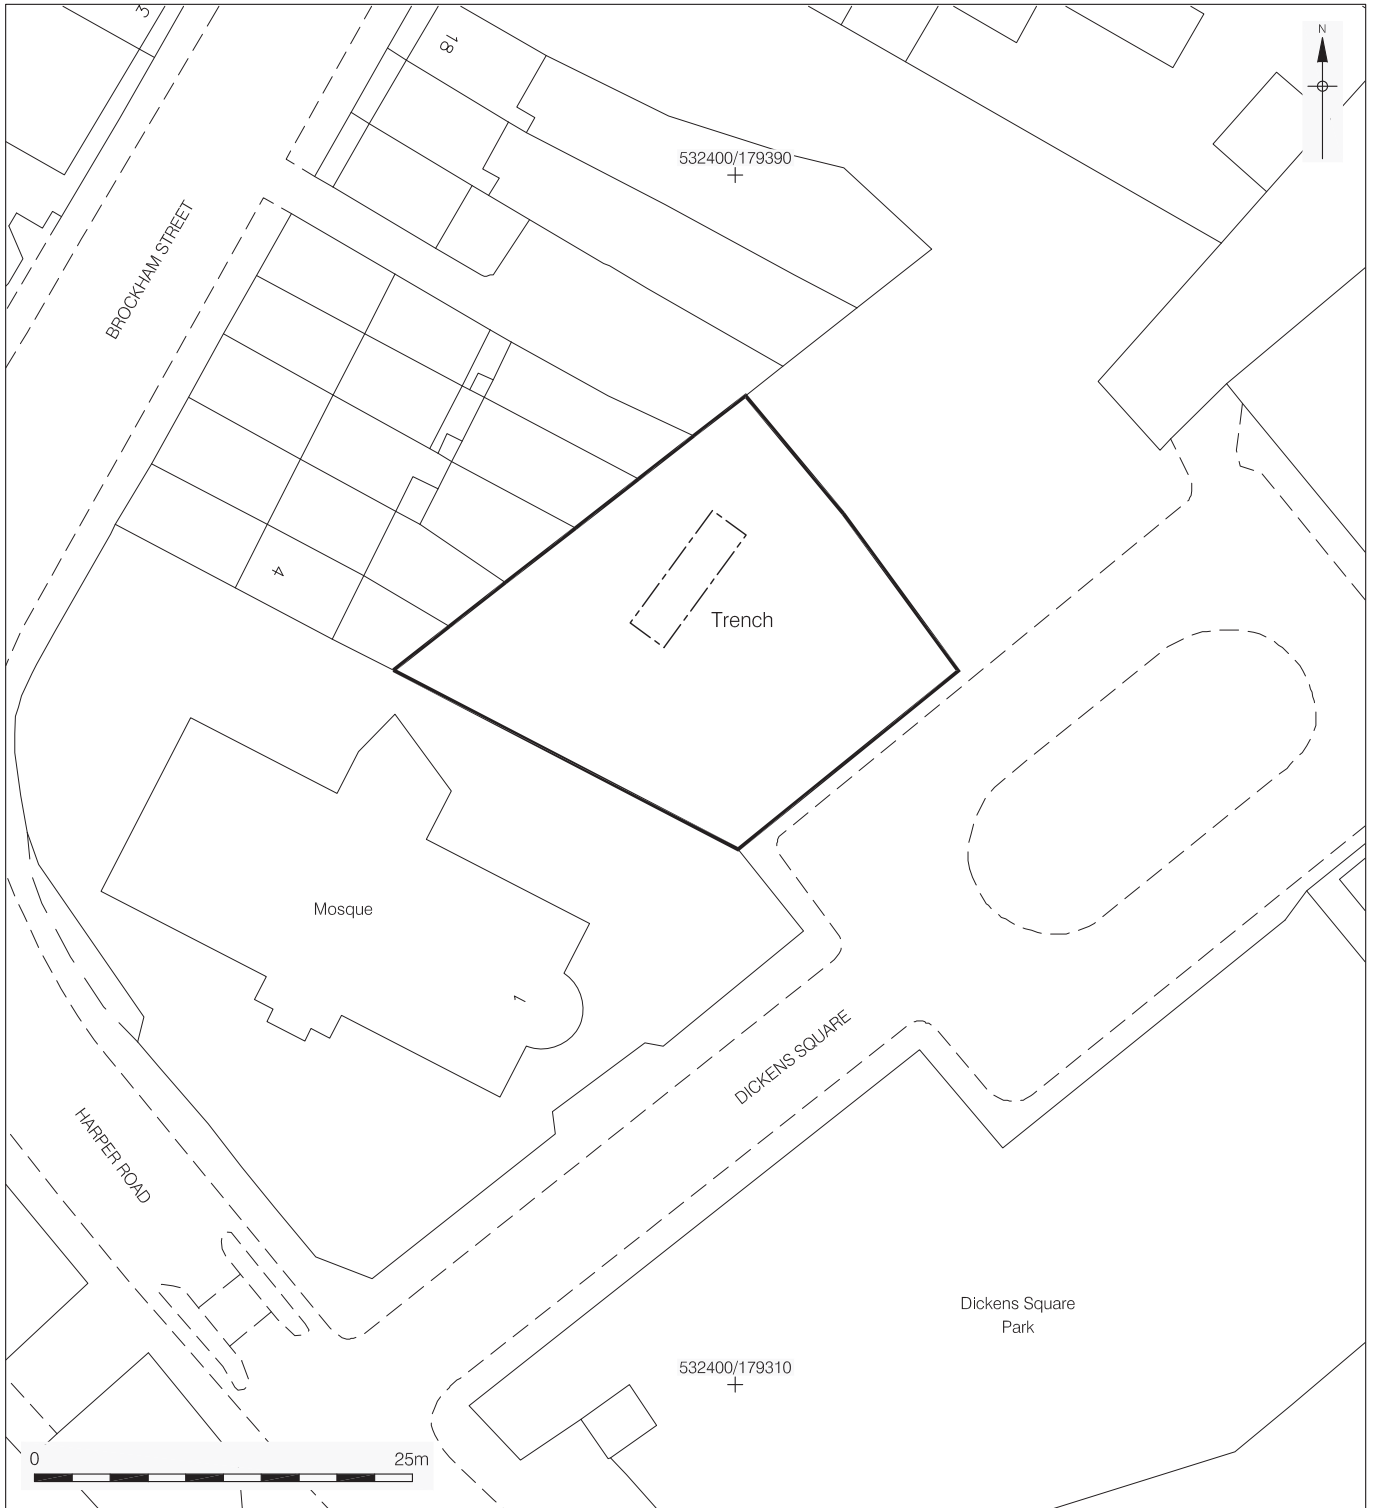 3
18
N
532400/179390
BROCKHAM STREET
4
Trench
Mosque
1
DICKENS SQUARE
HARPER ROAD
Dickens Square
Park
532400/179310
0 25m